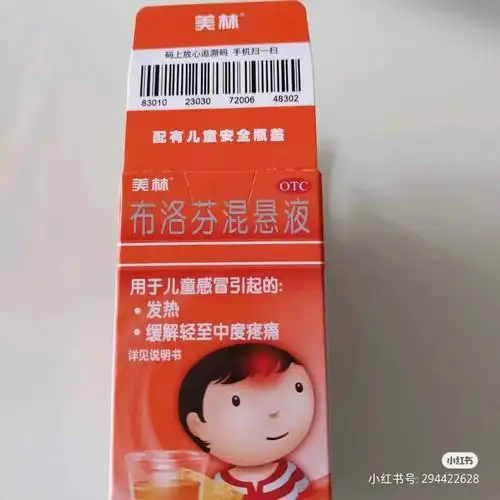 美林®
码上放心追溯码 手机扫一扫
83010 23030 72006 48302
配有儿童安全瓶盖
美林®
OTC
布洛芬混悬液
用于儿童感冒引起的:
·发热
·缓解轻至中度疼痛
详见说明书
小红书
小红书号: 294422628